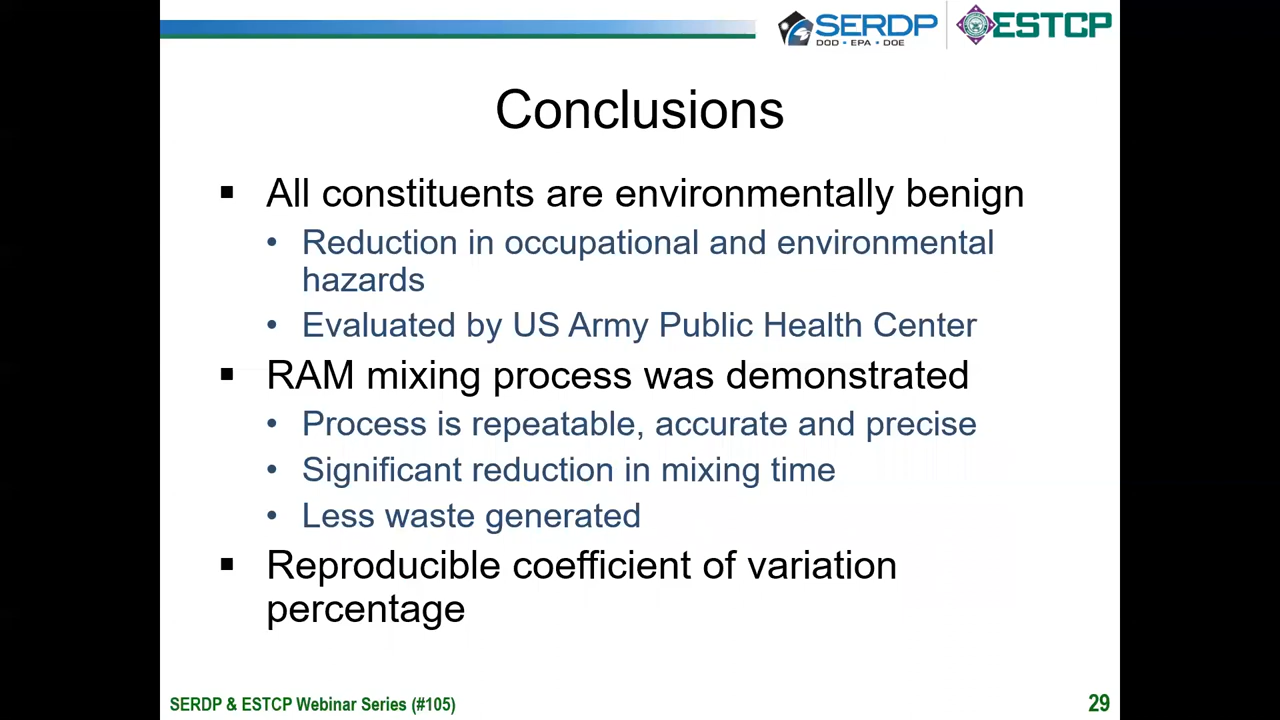 SERDP
DOD • EPA • DOE
ESTCP
Conclusions
▪ All constituents are environmentally benign
• Reduction in occupational and environmental
hazards
• Evaluated by US Army Public Health Center
▪ RAM mixing process was demonstrated
• Process is repeatable, accurate and precise
• Significant reduction in mixing time
• Less waste generated
▪ Reproducible coefficient of variation
percentage
SERDP & ESTCP Webinar Series (#105)
29